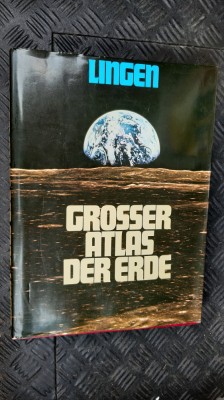 LINGEN
GROSSER
ATLAS
DER ERDE